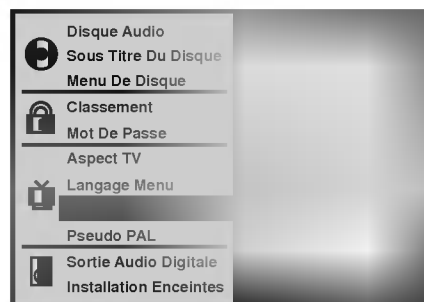 Disque Audio
Sous Titre Du Disque
Menu De Disque
Classement
Mot De Passe
Aspect TV
Langage Menu
Pseudo PAL
Sortie Audio Digitale
Installation Enceintes